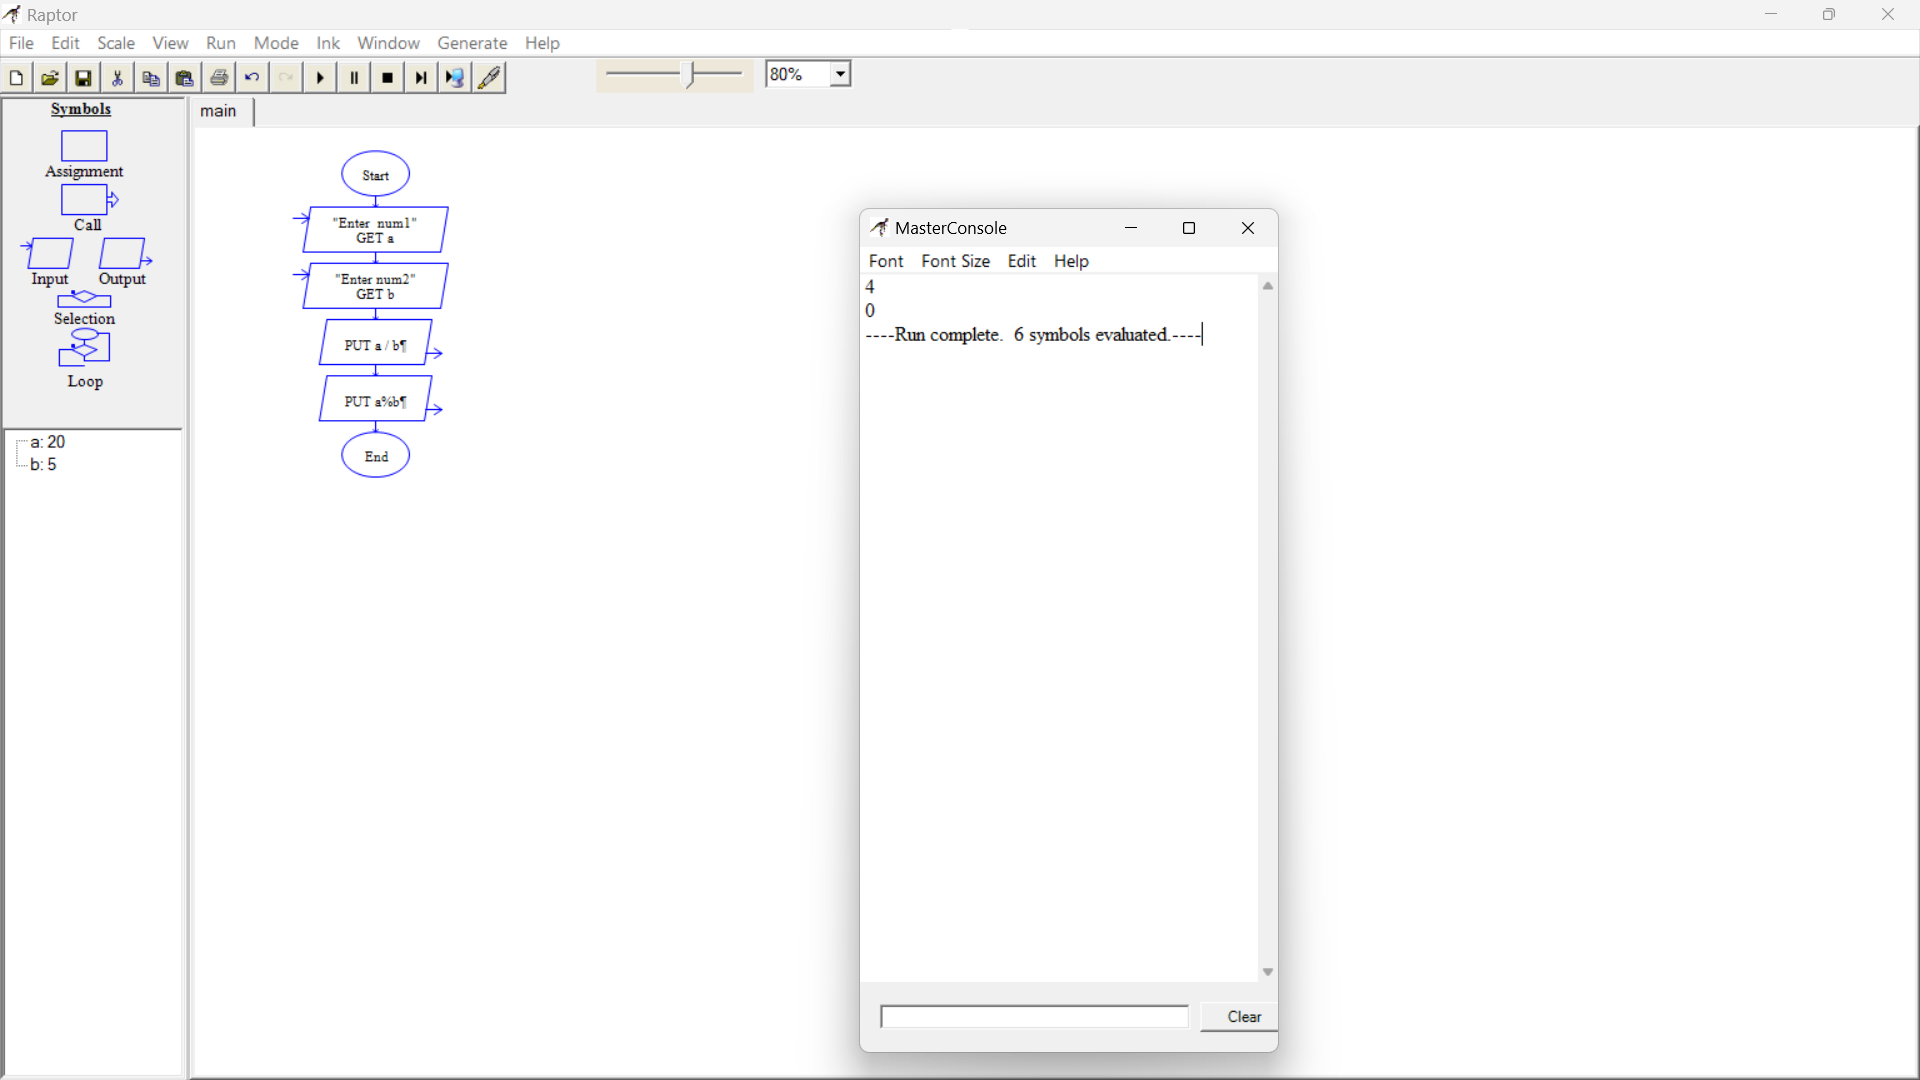 Raptor
File Edit Scale View Run Mode Ink Window Generate Help
80%
Symbols
Assignment
Call
Input Output
Selection
Loop
a: 20
b: 5
main
Start
"Enter num1"
GET a
"Enter num2"
GET b
PUT a / b¶
PUT a%b¶
End
MasterConsole
Font Font Size Edit Help
4
0
----Run complete. 6 symbols evaluated.----
Clear